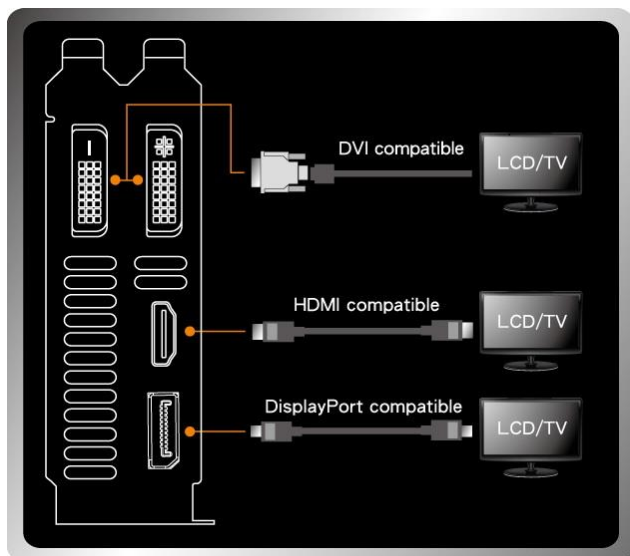 DVI compatible
LCD/TV
HDMI compatible
LCD/TV
DisplayPort compatible
LCD/TV